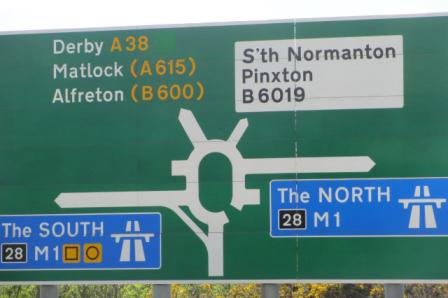 Derby A38
Matlock (A615)
Alfreton (B600)
S'th Normanton
Pinxton
B6019
The NORTH
28 M1
The SOUTH
28 M1